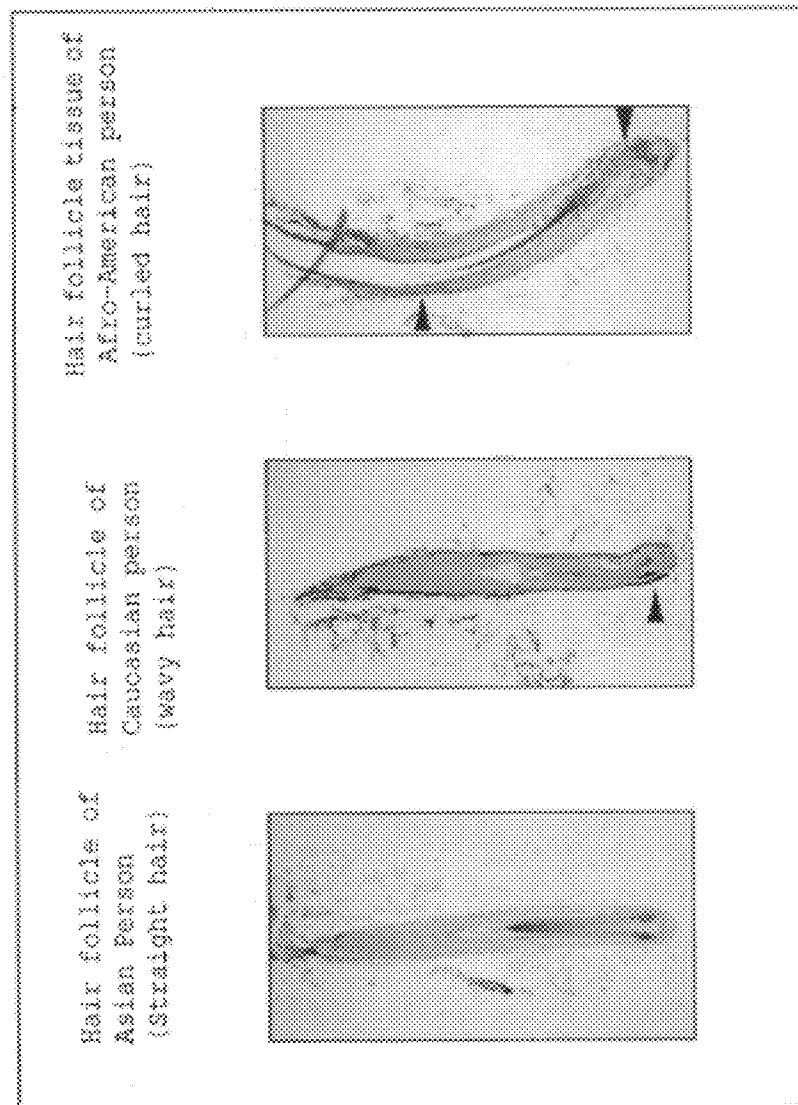 Hair follicle tissue of
Afro-American person
(curled hair)
Hair follicle of
Caucasian person
(wavy hair)
Hair follicle of
Asian Person
(Straight hair)